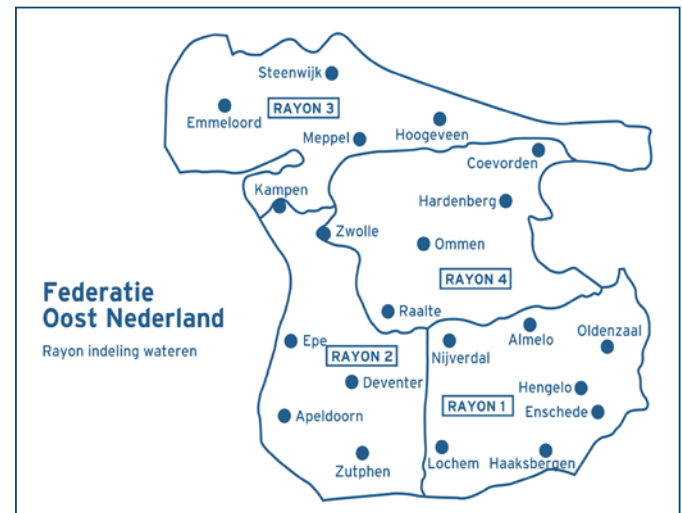 Steenwijk
RAYON 3
Emmeloord
Meppel
Hoogeveen
Coevorden
Kampen
Hardenberg
Zwolle
Ommen
RAYON 4
Federatie
Oost Nederland
Rayon indeling wateren
Raalte
Epe
RAYON 2
Nijverdal
Almelo
Oldenzaal
Deventer
Hengelo
RAYON 1
Enschede
Apeldoorn
Zutphen
Lochem
Haaksbergen